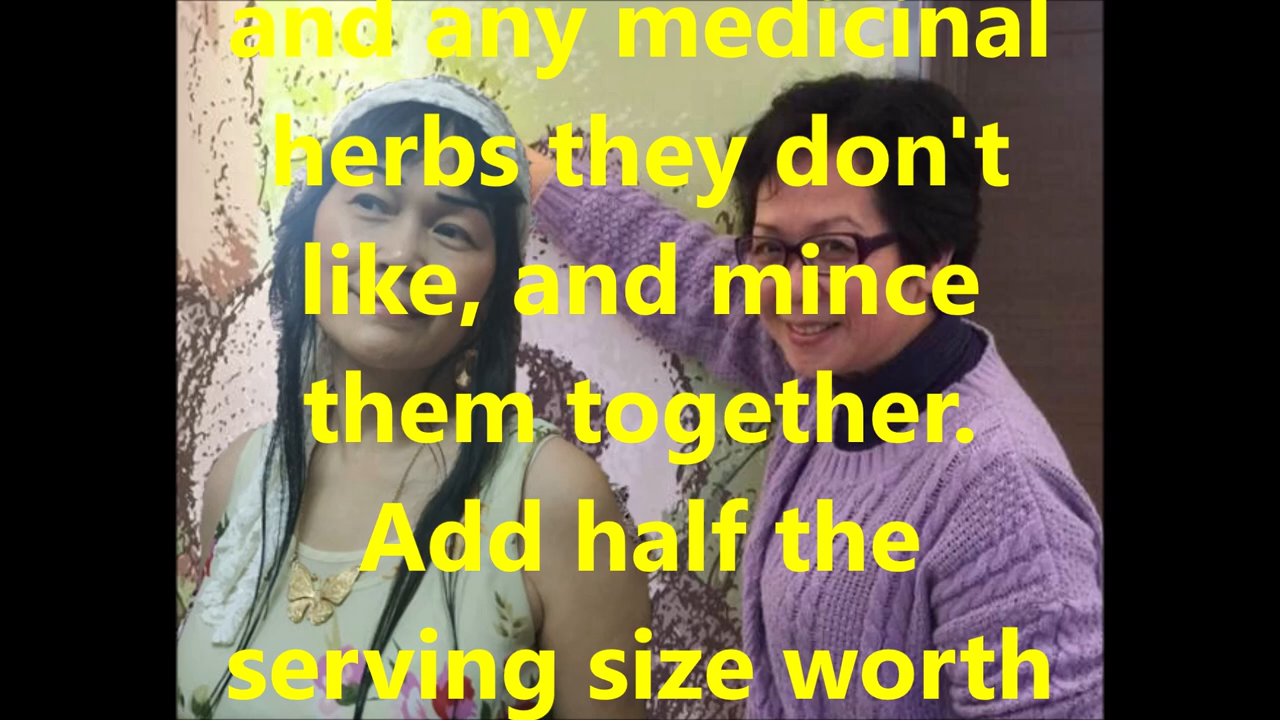 and any medicinal
herbs they don't
like, and mince
them together.
Add half the
serving size worth